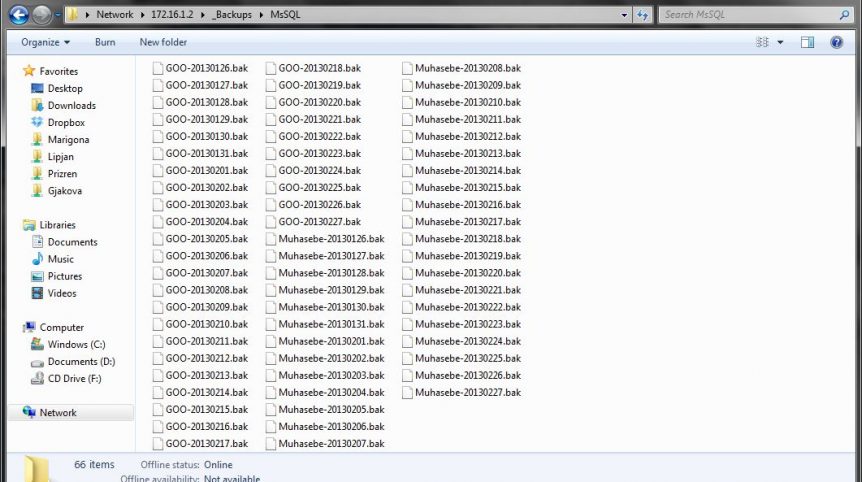 Network 172.16.1.2 _Backups MsSQL Search MsSQL
Organize Burn New folder
Favorites
Desktop
Downloads
Dropbox
Marigona
Lipjan
Prizren
Gjakova
Libraries
Documents
Music
Pictures
Videos
Computer
Windows (C:)
Documents (D:)
CD Drive (F:)
Network
GOO-20130126.bak
GOO-20130127.bak
GOO-20130128.bak
GOO-20130129.bak
GOO-20130130.bak
GOO-20130131.bak
GOO-20130201.bak
GOO-20130202.bak
GOO-20130203.bak
GOO-20130204.bak
GOO-20130205.bak
GOO-20130206.bak
GOO-20130207.bak
GOO-20130208.bak
GOO-20130209.bak
GOO-20130210.bak
GOO-20130211.bak
GOO-20130212.bak
GOO-20130213.bak
GOO-20130214.bak
GOO-20130215.bak
GOO-20130216.bak
GOO-20130217.bak
GOO-20130218.bak
GOO-20130219.bak
GOO-20130220.bak
GOO-20130221.bak
GOO-20130222.bak
GOO-20130223.bak
GOO-20130224.bak
GOO-20130225.bak
GOO-20130226.bak
GOO-20130227.bak
Muhasebe-20130126.bak
Muhasebe-20130127.bak
Muhasebe-20130128.bak
Muhasebe-20130129.bak
Muhasebe-20130130.bak
Muhasebe-20130131.bak
Muhasebe-20130201.bak
Muhasebe-20130202.bak
Muhasebe-20130203.bak
Muhasebe-20130204.bak
Muhasebe-20130205.bak
Muhasebe-20130206.bak
Muhasebe-20130207.bak
Muhasebe-20130208.bak
Muhasebe-20130209.bak
Muhasebe-20130210.bak
Muhasebe-20130211.bak
Muhasebe-20130212.bak
Muhasebe-20130213.bak
Muhasebe-20130214.bak
Muhasebe-20130215.bak
Muhasebe-20130216.bak
Muhasebe-20130217.bak
Muhasebe-20130218.bak
Muhasebe-20130219.bak
Muhasebe-20130220.bak
Muhasebe-20130221.bak
Muhasebe-20130222.bak
Muhasebe-20130223.bak
Muhasebe-20130224.bak
Muhasebe-20130225.bak
Muhasebe-20130226.bak
Muhasebe-20130227.bak
66 items Offline status: Online
Offline availability: Not available